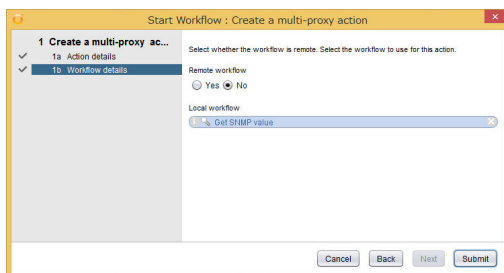 Start Workflow : Create a multi-proxy action
1 Create a multi-proxy ac...
1a Action details
1b Workflow details
Select whether the workflow is remote. Select the workflow to use for this action.
Remote workflow
Yes No
Local workflow
Get SNMP value
Cancel Back Next Submit